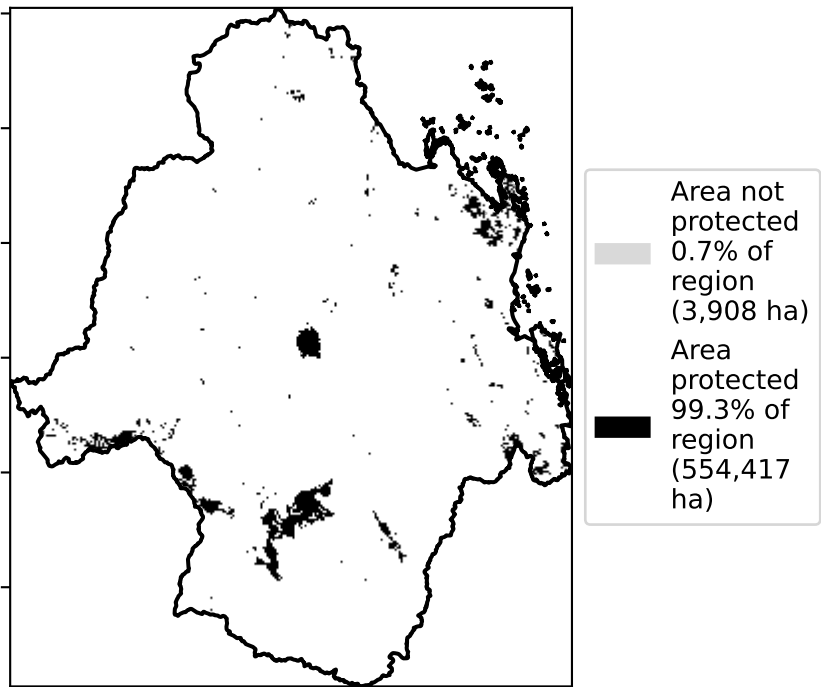 Area not
protected
0.7% of
region
(3,908 ha)
Area
protected
99.3% of
region
(554,417
ha)